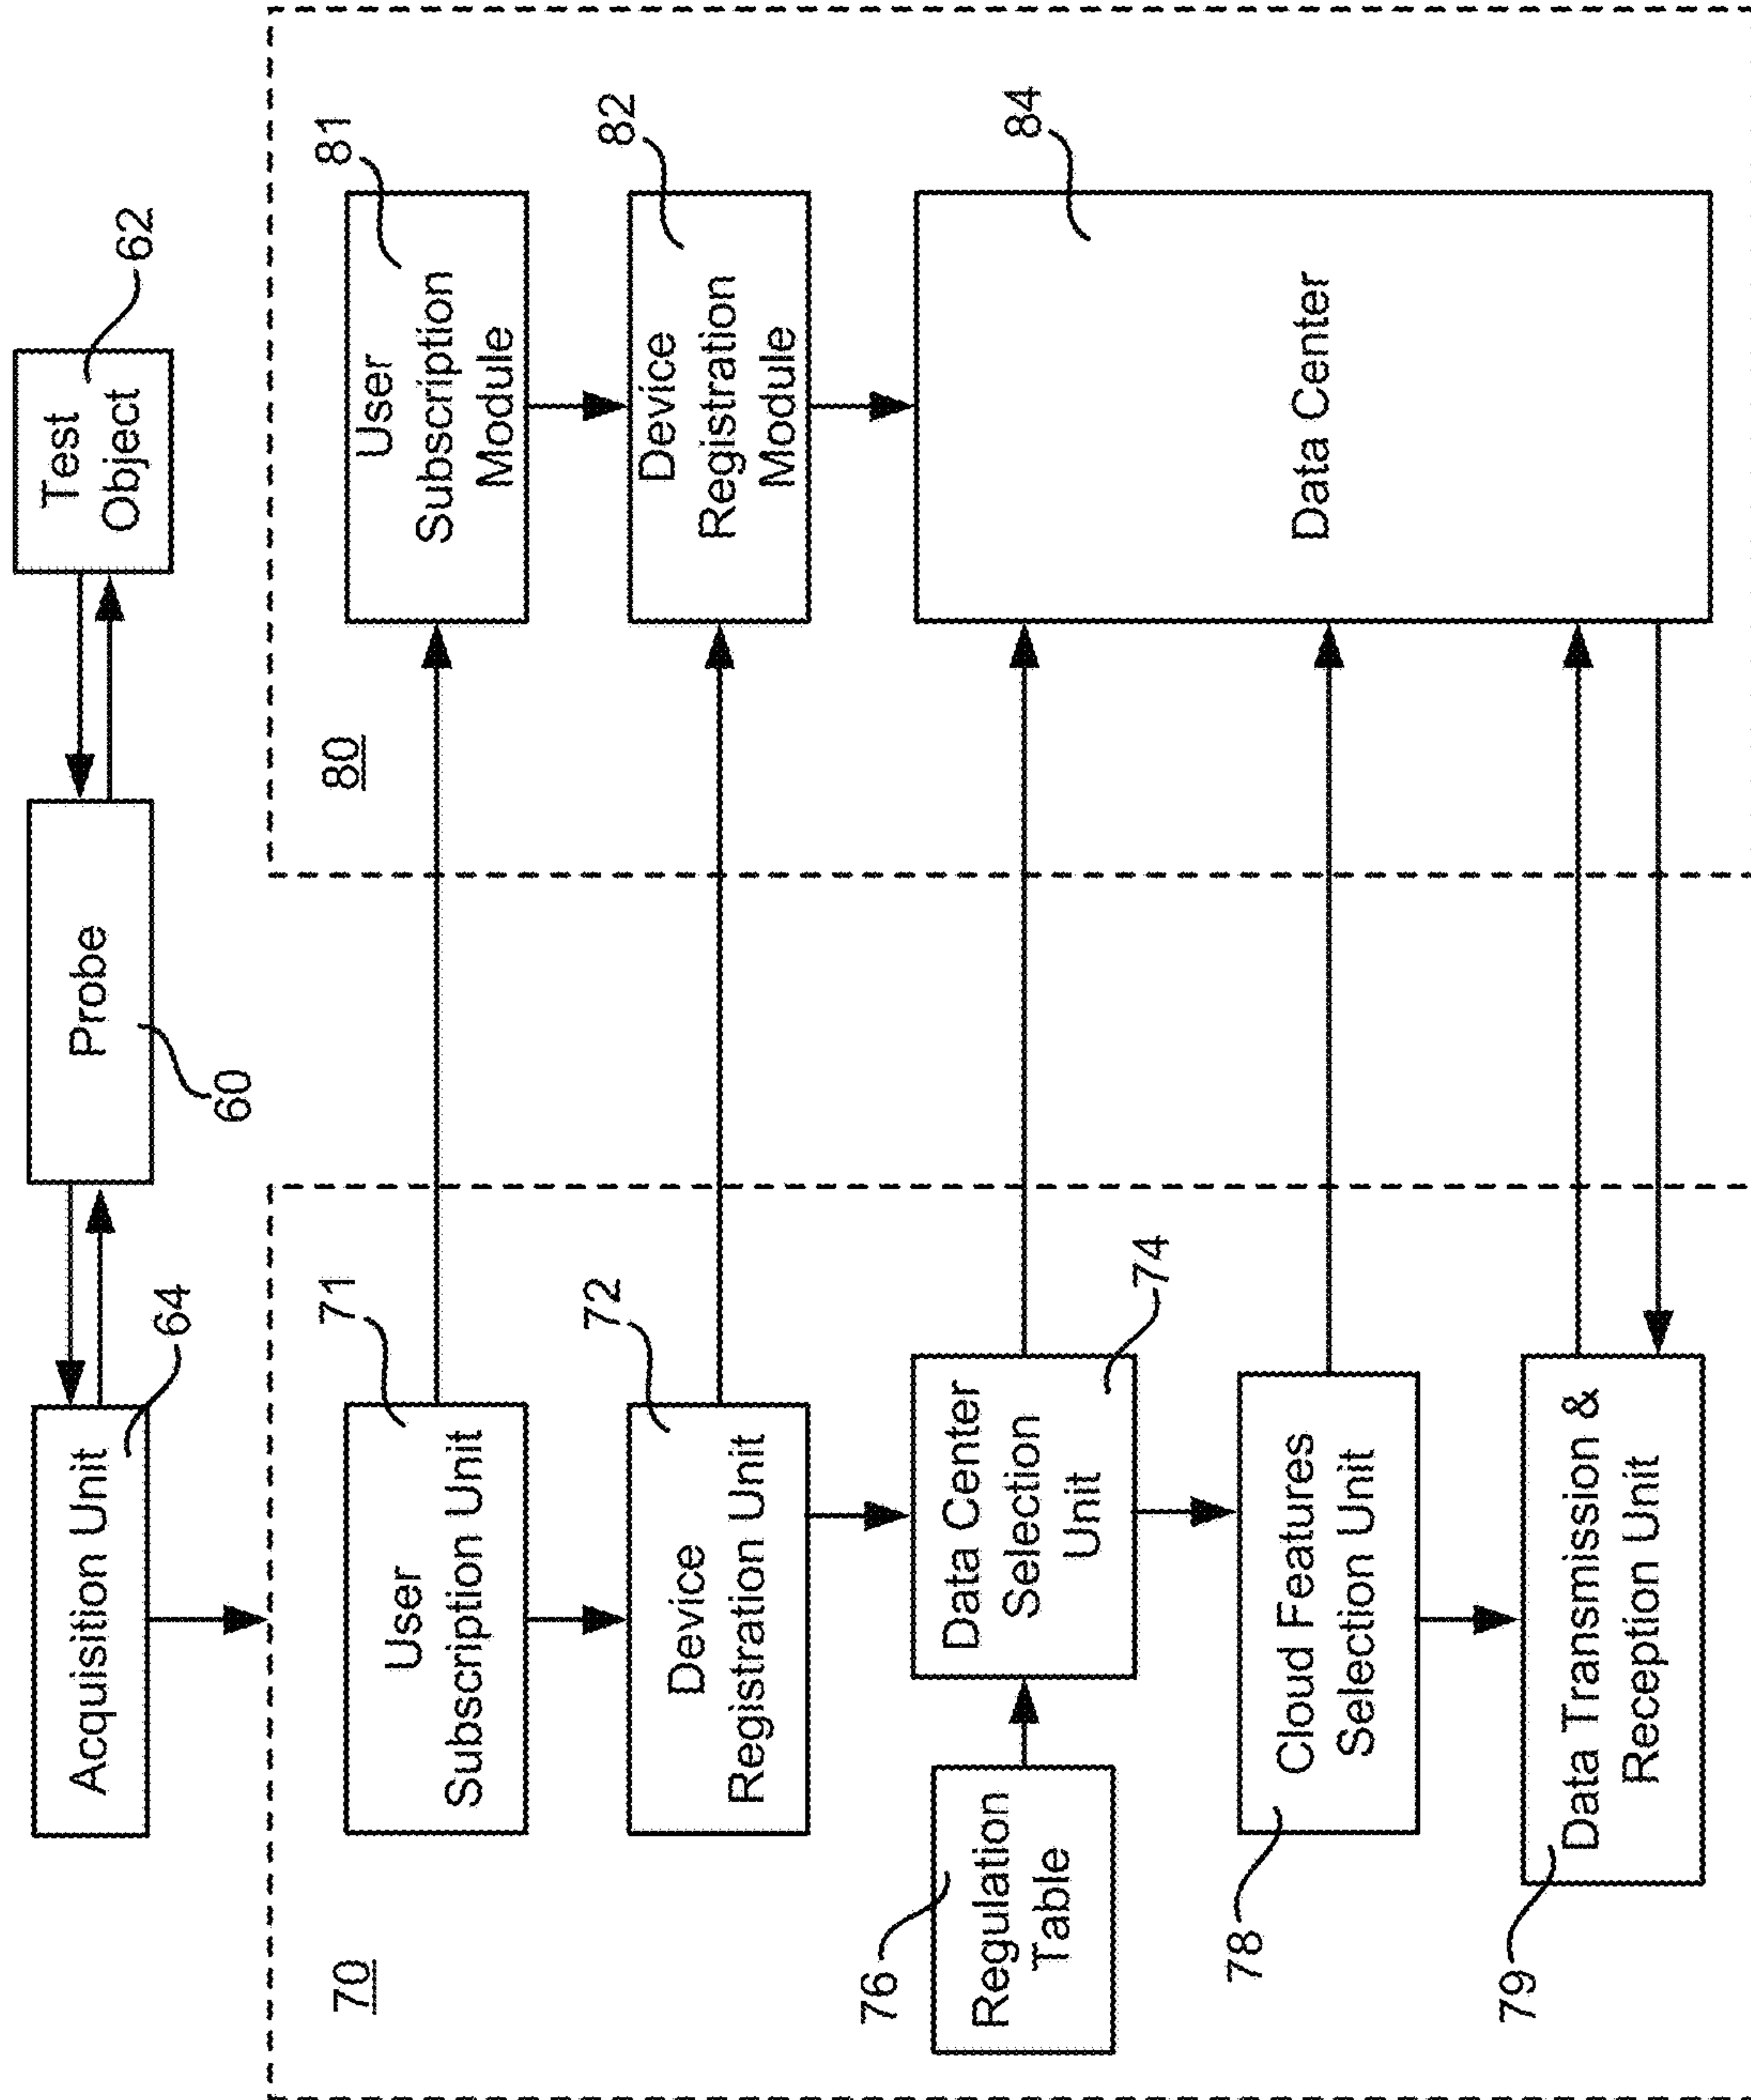 Acquisition Unit
64
Probe
60
Test
Object
62
70
User
Subscription Unit
71
Device
Registration Unit
72
Regulation
Table
76
Data Center
Selection
Unit
74
Cloud Features
Selection Unit
78
Data Transmission &
Reception Unit
79
80
User
Subscription
Module
81
Device
Registration
Module
82
Data Center
84